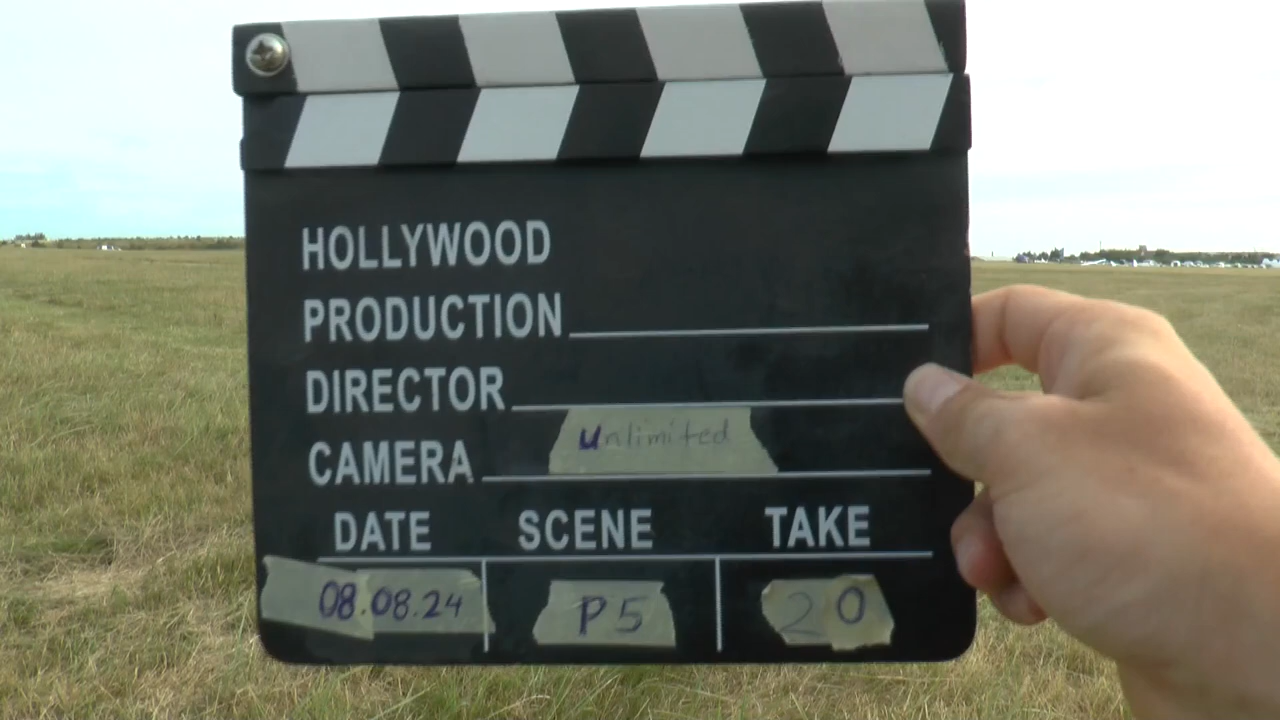 HOLLYWOOD
PRODUCTION
DIRECTOR
unlimited
CAMERA
DATE SCENE TAKE
08.08.24 P5 20